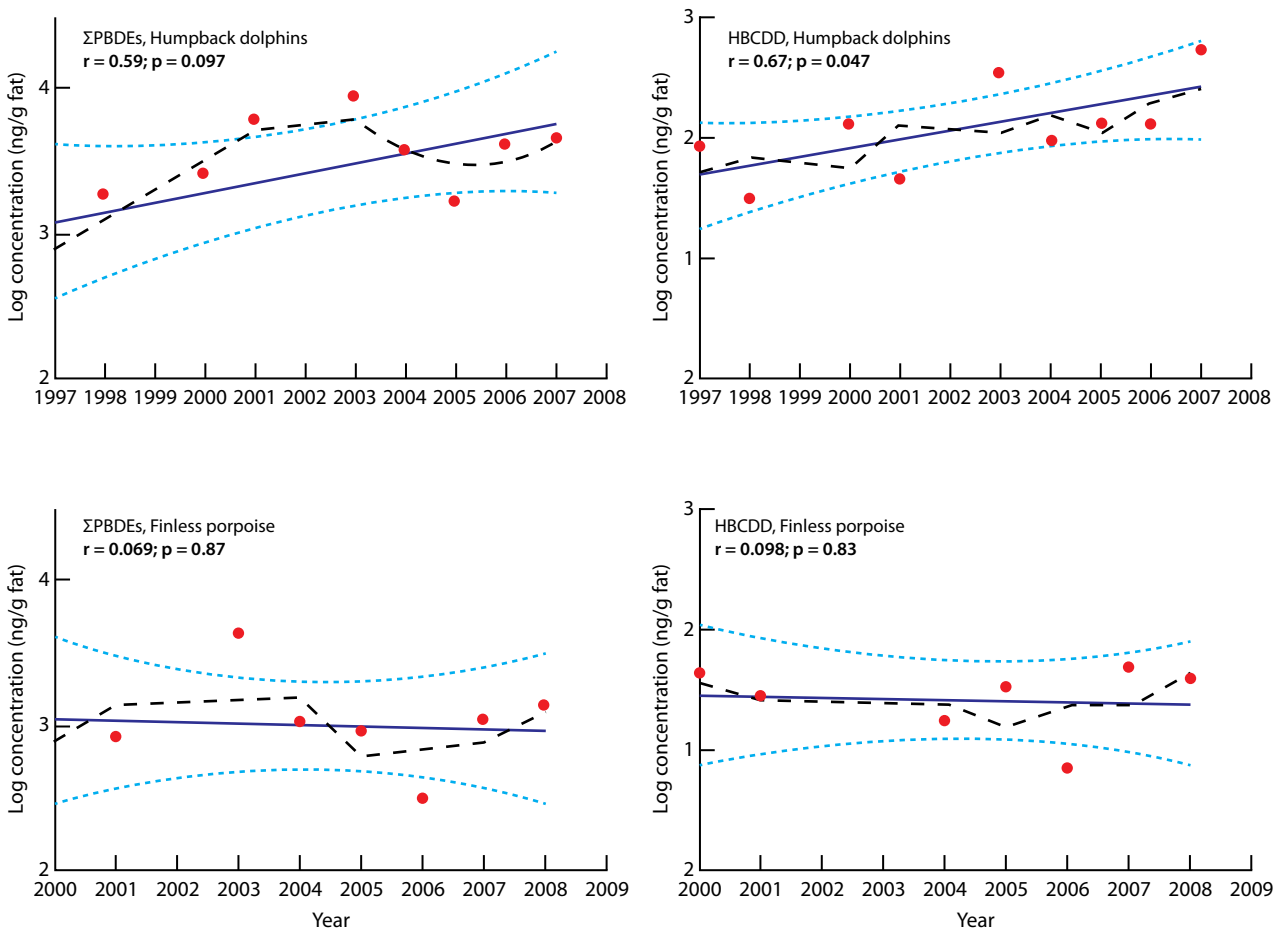 ΣPBDEs, Humpback dolphins
r = 0.59; p = 0.097
Log concentration (ng/g fat)
4
3
2
1997 1998 1999 2000 2001 2002 2003 2004 2005 2006 2007 2008
HBCDD, Humpback dolphins
r = 0.67; p = 0.047
Log concentration (ng/g fat)
3
2
1
2
1997 1998 1999 2000 2001 2002 2003 2004 2005 2006 2007 2008
ΣPBDEs, Finless porpoise
r = 0.069; p = 0.87
Log concentration (ng/g fat)
4
3
2
2000 2001 2002 2003 2004 2005 2006 2007 2008 2009
Year
HBCDD, Finless porpoise
r = 0.098; p = 0.83
Log concentration (ng/g fat)
3
2
1
2
2000 2001 2002 2003 2004 2005 2006 2007 2008 2009
Year